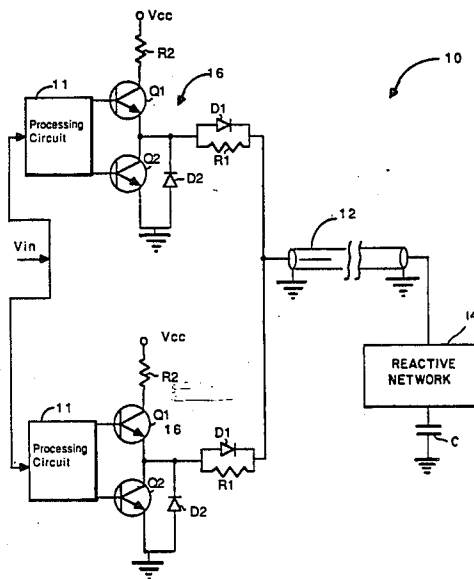 Vcc
R2
16
10
11
Q1
Processing
Circuit
D1
R1
Q2
D2
12
Vin
14
REACTIVE
NETWORK
C
Vcc
R2
11
Q1
16
Processing
Circuit
D1
R1
Q2
D2